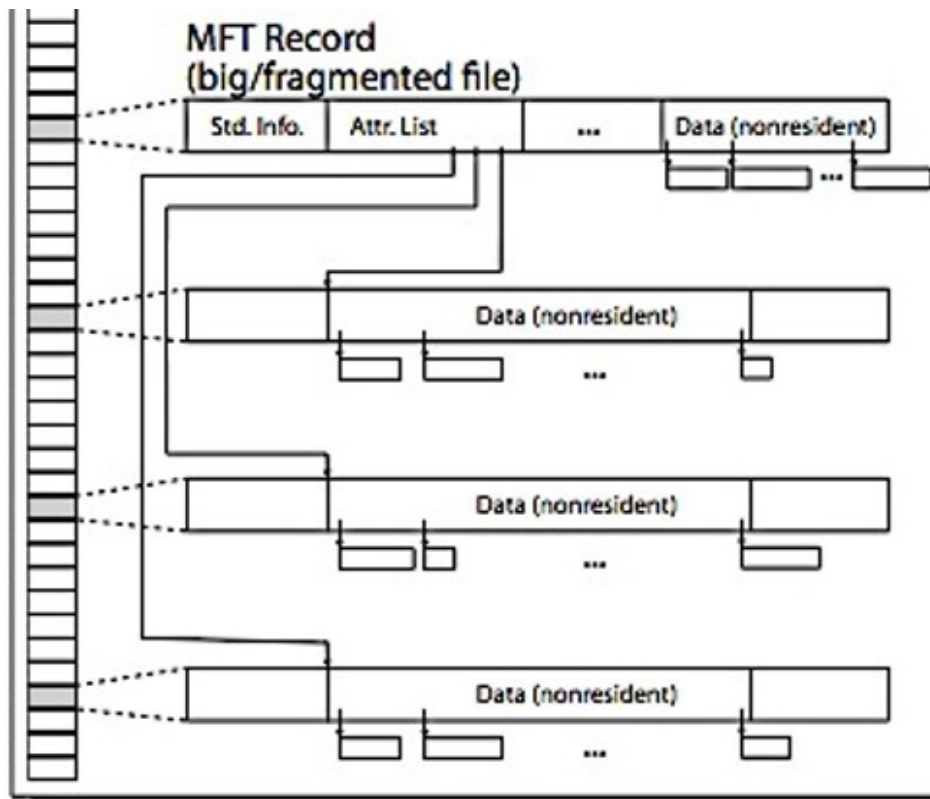 MFT Record
(big/fragmented file)
Std. Info. Attr. List ... Data (nonresident)
...
Data (nonresident)
...
Data (nonresident)
...
Data (nonresident)
...